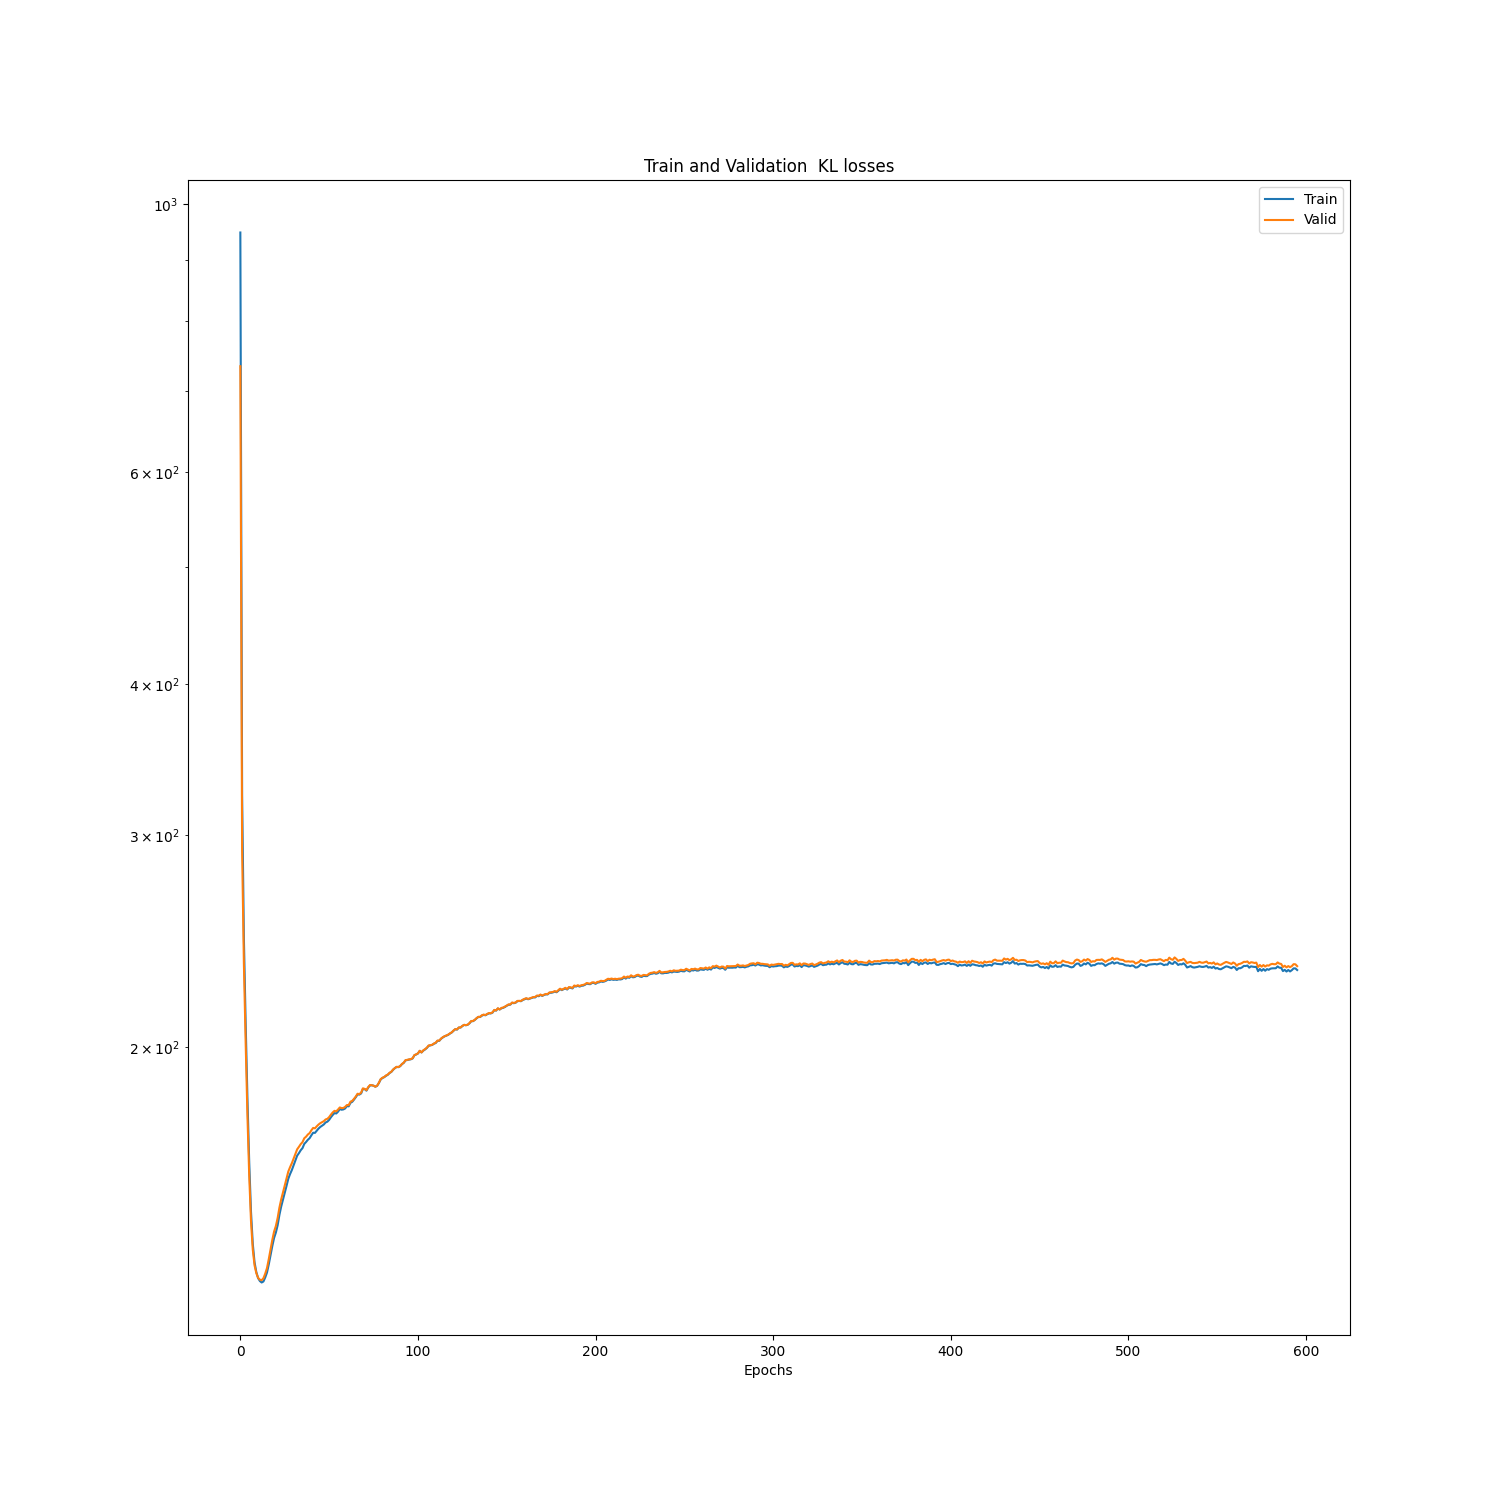 Train and Validation  KL losses
10³
Train
Valid
6 × 10²
4 × 10²
3 × 10²
2 × 10²
0 100 200 300 400 500 600
Epochs